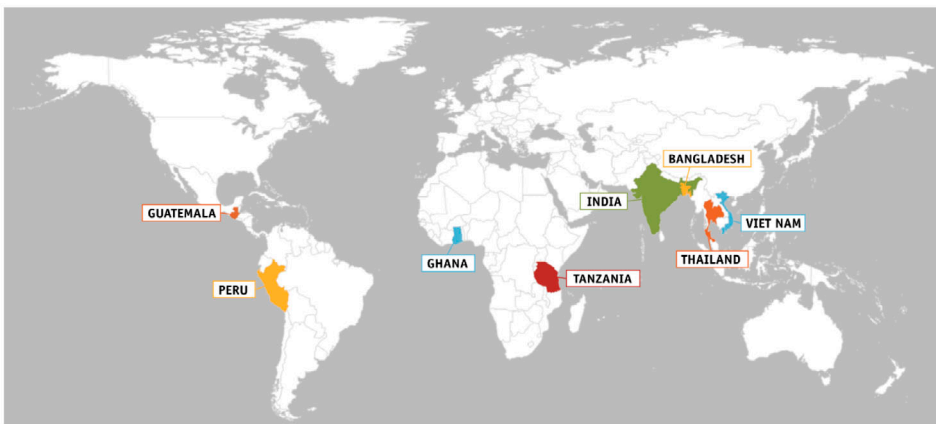 BANGLADESH
INDIA
GUATEMALA
VIET NAM
THAILAND
GHANA
TANZANIA
PERU